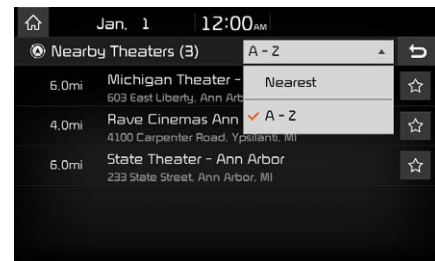 Jan. 1 12:00 AM
Nearby Theaters (3) A - Z
Nearest
A - Z
6.0mi Michigan Theater -
603 East Liberty, Ann Arb
4.0mi Rave Cinemas Ann
4100 Carpenter Road, Ypsilanti, MI
6.0mi State Theater - Ann Arbor
233 State Street, Ann Arbor, MI